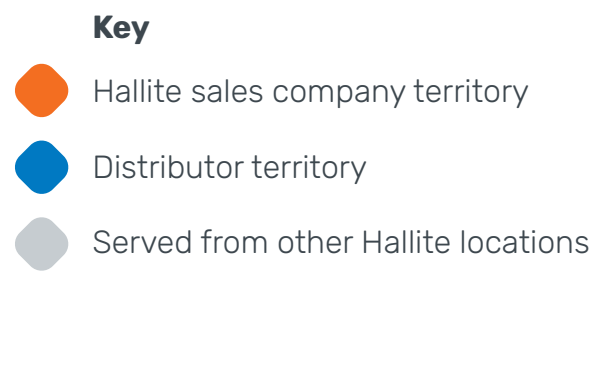 Key
Hallite sales company territory
Distributor territory
Served from other Hallite locations